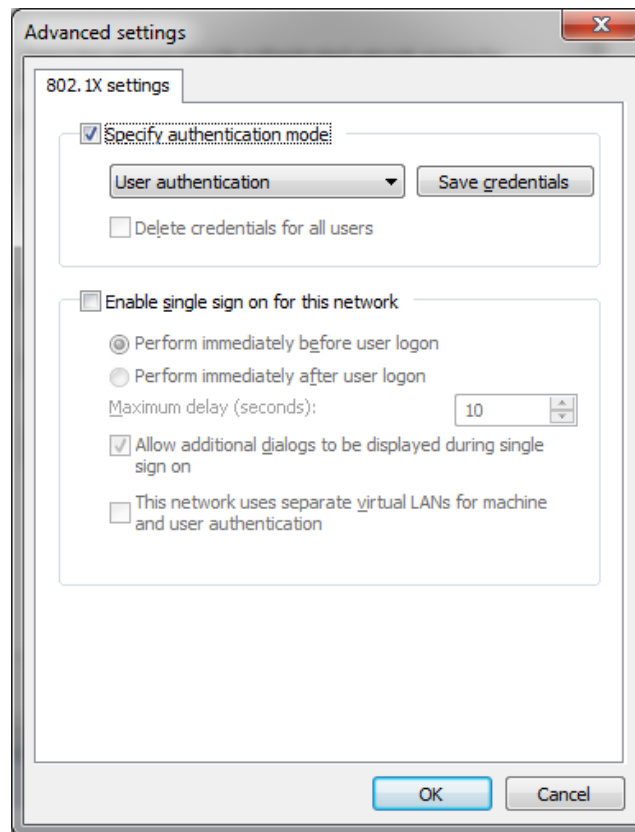 Advanced settings
802.1X settings
Specify authentication mode
User authentication
Save credentials
Delete credentials for all users
Enable single sign on for this network
Perform immediately before user logon
Perform immediately after user logon
Maximum delay (seconds):
10
Allow additional dialogs to be displayed during single
sign on
This network uses separate virtual LANs for machine
and user authentication
OK
Cancel